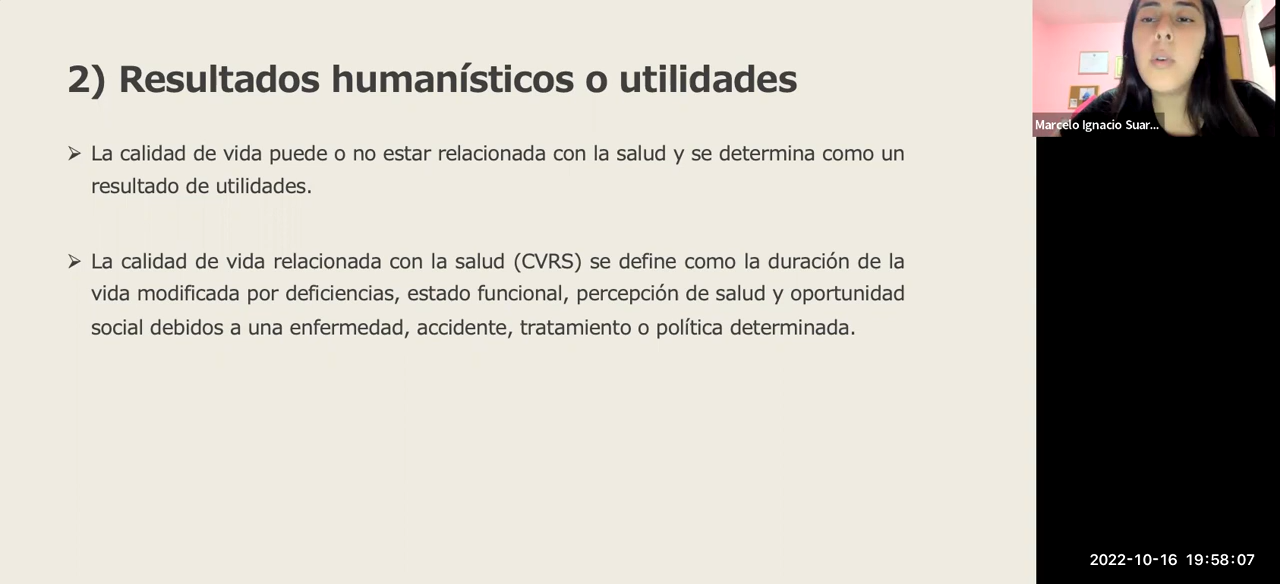 2) Resultados humanísticos o utilidades
➢ La calidad de vida puede o no estar relacionada con la salud y se determina como un
resultado de utilidades.
➢ La calidad de vida relacionada con la salud (CVRS) se define como la duración de la
vida modificada por deficiencias, estado funcional, percepción de salud y oportunidad
social debidos a una enfermedad, accidente, tratamiento o política determinada.
Marcelo Ignacio Suar...
2022-10-16 19:58:07